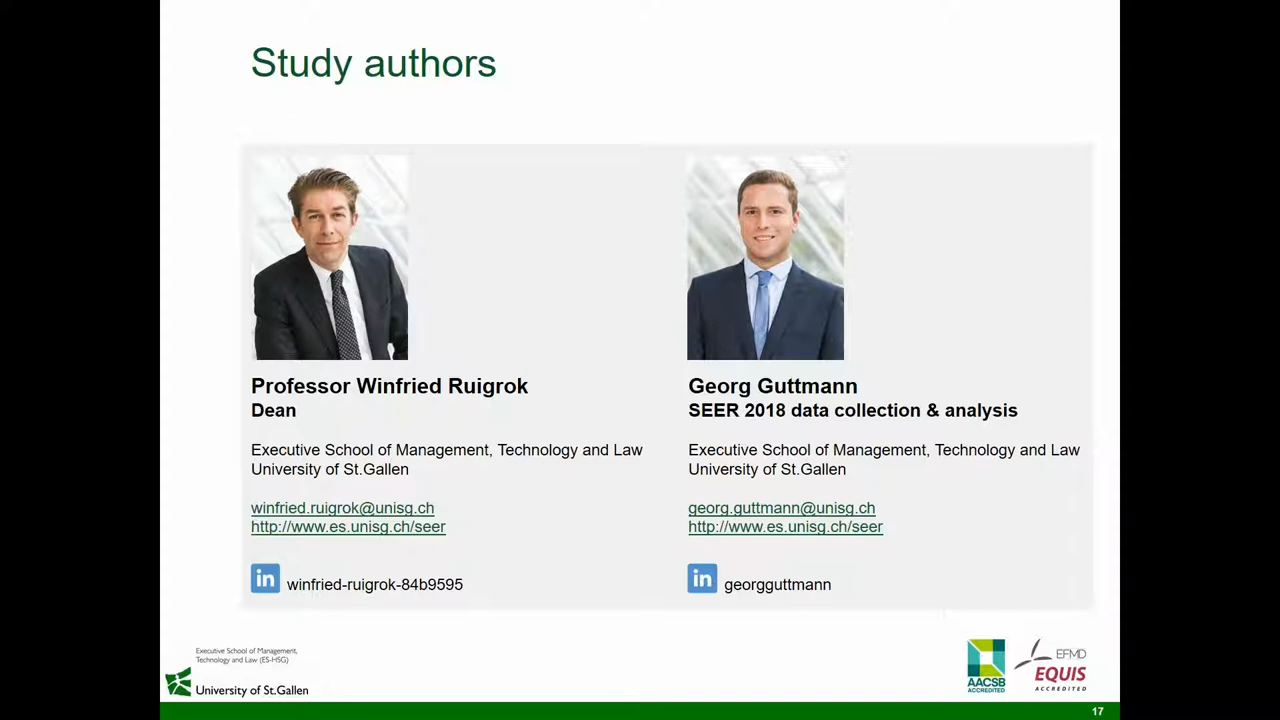 Study authors
Professor Winfried Ruigrok
Dean
Executive School of Management, Technology and Law
University of St.Gallen
winfried.ruigrok@unisg.ch
http://www.es.unisg.ch/seer
in winfried-ruigrok-84b9595
Georg Guttmann
SEER 2018 data collection & analysis
Executive School of Management, Technology and Law
University of St.Gallen
georg.guttmann@unisg.ch
http://www.es.unisg.ch/seer
in georgguttmann
Executive School of Management,
Technology and Law (ES-HSG)
University of St.Gallen
AACSB
ACCREDITED
EFMD
EQUIS
ACCREDITED
17